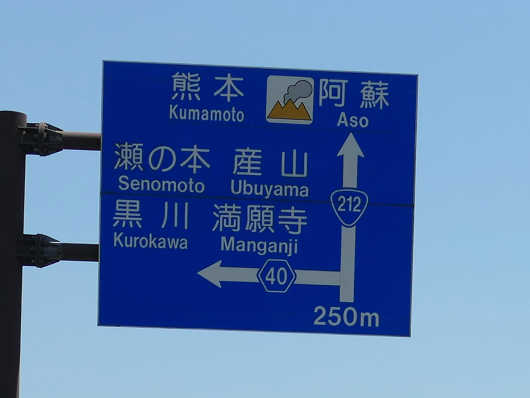 熊本 阿蘇
Kumamoto Aso
瀬の本 産山
Senomoto Ubuyama
212
黒川 満願寺
Kurokawa Manganji
40
250m